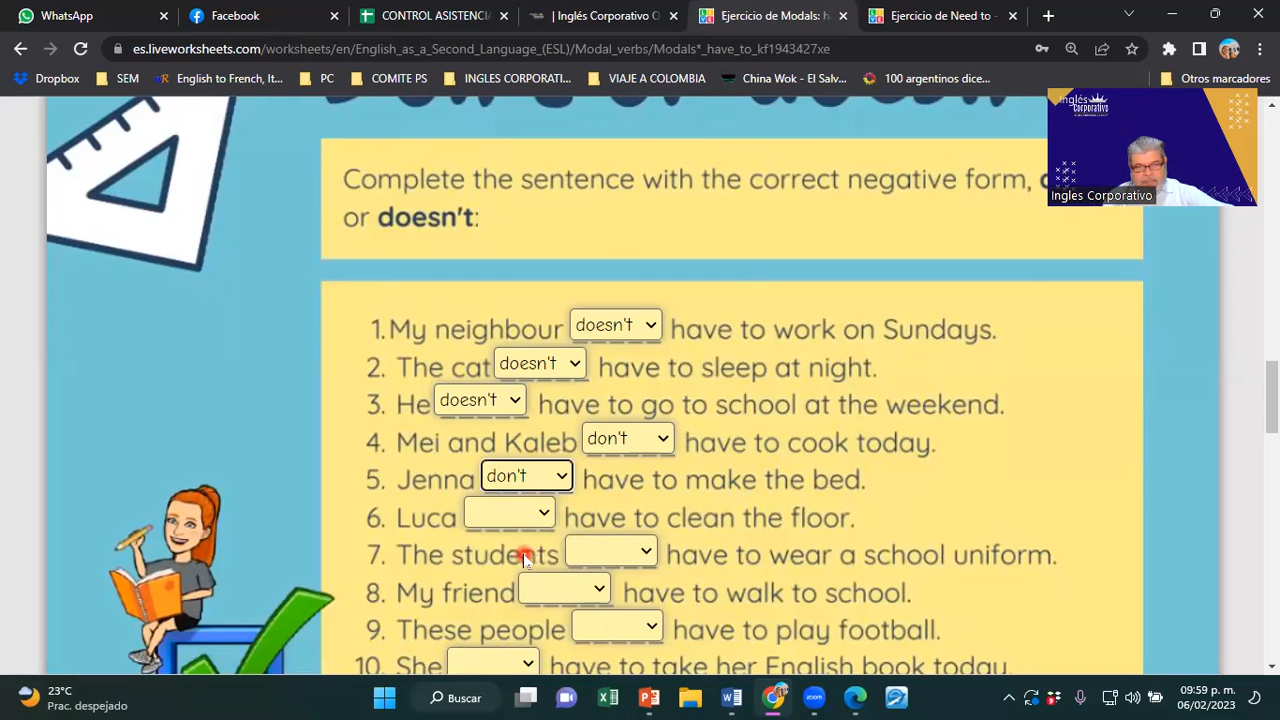 WhatsApp
Facebook
CONTROL ASISTENCIA
Inglés Corporativo
Ejercicio de Modals: h
Ejercicio de Need to -
es.liveworksheets.com/worksheets/en/English_as_a_Second_Language_(ESL)/Modal_verbs/Modals*_have_to_kf1943427xe
Dropbox
SEM
English to French, It...
PC
COMITE PS
INGLES CORPORATI...
VIAJE A COLOMBIA
China Wok - El Salv...
100 argentinos dice...
Otros marcadores
Inglés
Corporativo
Ingles Corporativo
Complete the sentence with the correct negative form,
or doesn't:
1.My neighbour doesn't have to work on Sundays.
2. The cat doesn't have to sleep at night.
3. He doesn't have to go to school at the weekend.
4. Mei and Kaleb don't have to cook today.
5. Jenna don't have to make the bed.
6. Luca have to clean the floor.
7. The students have to wear a school uniform.
8. My friend have to walk to school.
9. These people have to play football.
10. She have to take her English book today.
23°C
Prac. despejado
Buscar
09:59 p. m.
06/02/2023